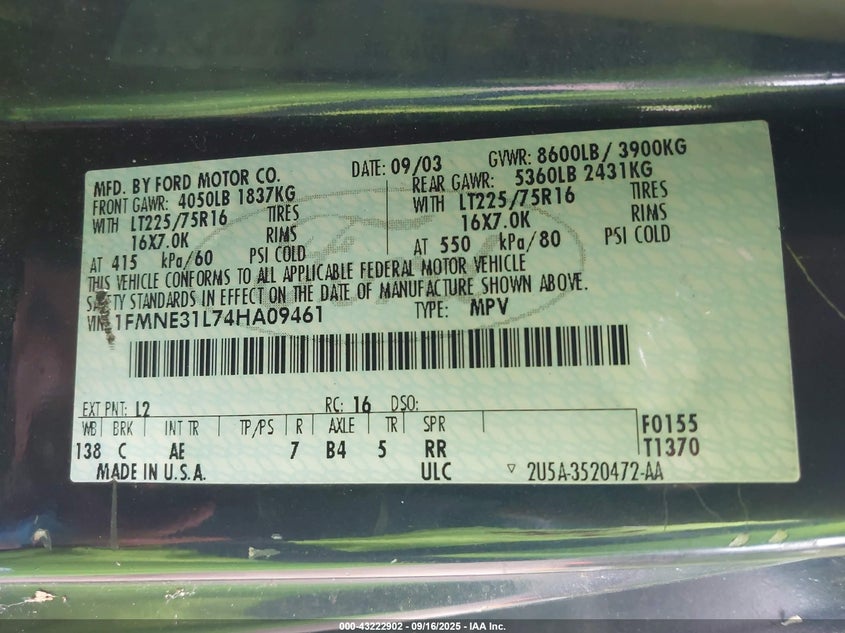 MFD. BY FORD MOTOR CO. DATE: 09/03 GVWR: 8600LB/ 3900KG
FRONT GAWR: 4050LB 1837KG REAR GAWR: 5360LB 2431KG
WITH LT225/75R16 TIRES WITH LT225/75R16 TIRES
16X7.0K RIMS 16X7.0K RIMS
AT 415 kPa/60 PSI COLD AT 550 kPa/80 PSI COLD
THIS VEHICLE CONFORMS TO ALL APPLICABLE FEDERAL MOTOR VEHICLE
SAFETY STANDARDS IN EFFECT ON THE DATE OF MANUFACTURE SHOWN ABOVE.
VIN: 1FMNE31L74HA09461 TYPE: MPV
EXT PNT: L2 RC: 16 DSO:
WB BRK INT TR TP/PS R AXLE TR SPR F0155
138 C AE 7 B4 5 RR T1370
MADE IN U.S.A. ULC 2U5A-3520472-AA
000-43222902 - 09/16/2025 - IAA Inc.